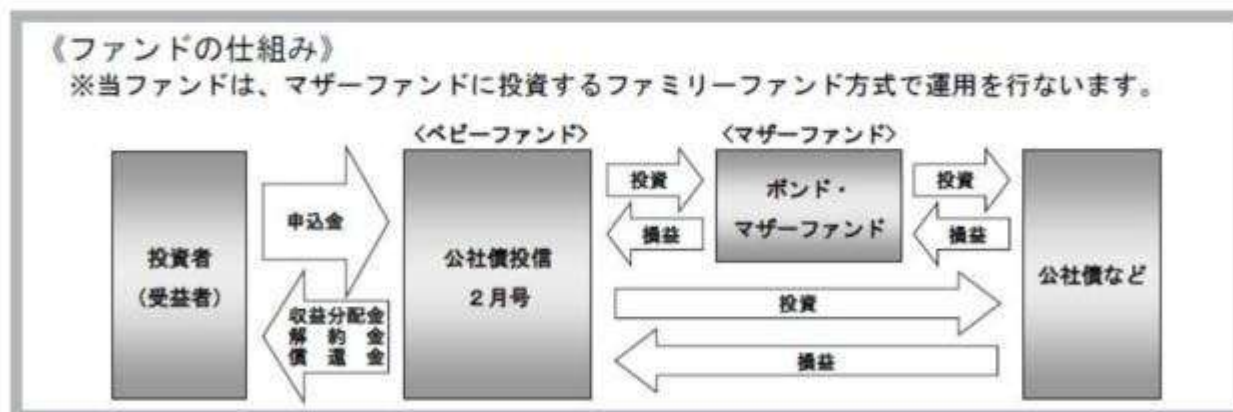 《ファンドの仕組み》
※当ファンドは、マザーファンドに投資するファミリーファンド方式で運用を行ないます。
〈ベビーファンド〉
〈マザーファンド〉
投資者
(受益者)
申込金
収益分配金
解約金
償還金
公社債投信
2月号
投資
損益
ボンド・
マザーファンド
投資
損益
投資
損益
公社債など